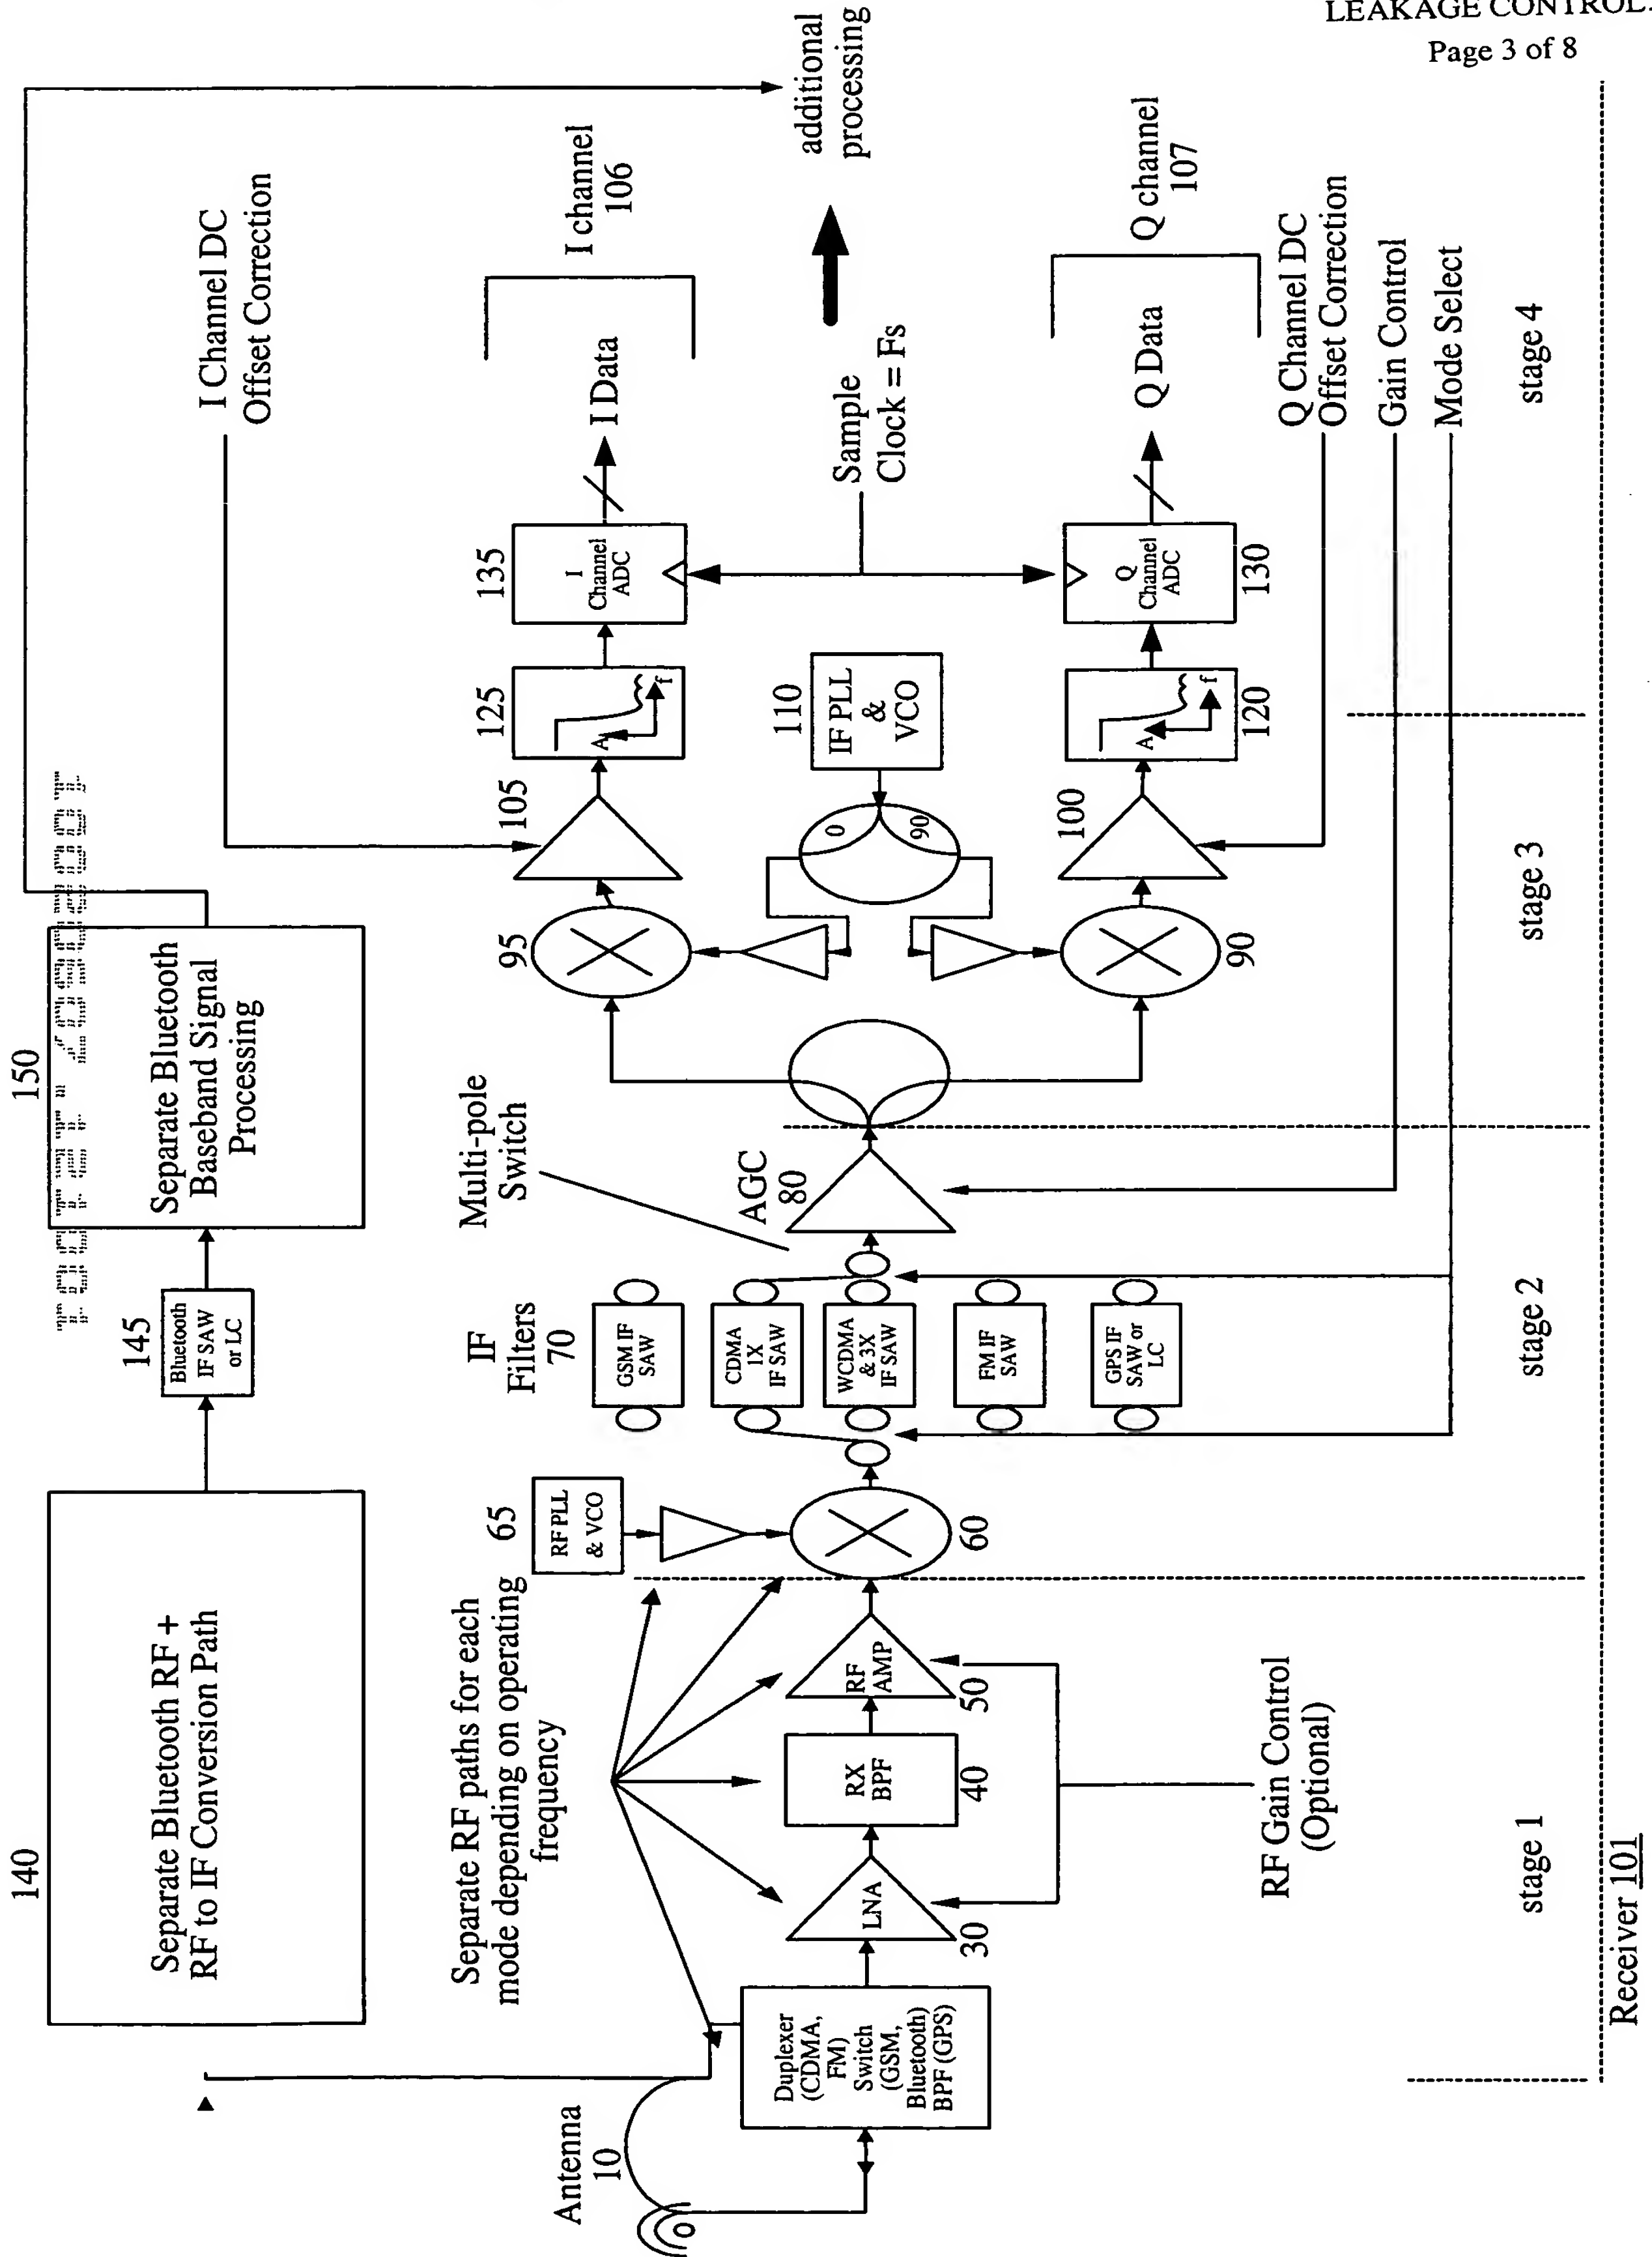 LEAKAGE CONTROL
Page 3 of 8
140
Separate Bluetooth RF +
RF to IF Conversion Path
145
Bluetooth
IF SAW
or LC
150
Separate Bluetooth
Baseband Signal
Processing
additional
processing
I Channel DC
Offset Correction
Separate RF paths for each
mode depending on operating
frequency
Antenna
10
Duplexer
(CDMA,
FM)
Switch
(GSM,
Bluetooth)
BPF (GPS)
LNA
30
RX
BPF
40
RF
AMP
50
RF Gain Control
(Optional)
65
RF PLL
& VCO
60
IF
Filters
70
GSM IF
SAW
CDMA
1X
IF SAW
WCDMA
& 3X
IF SAW
FM IF
SAW
GPS IF
SAW or
LC
Multi-pole
Switch
AGC
80
95
90
0
90
110
IF PLL
&
VCO
105
100
125
A
f
120
A
f
135
I
Channel
ADC
130
Q
Channel
ADC
Sample
Clock = Fs
I Data
Q Data
I channel
106
Q channel
107
Q Channel DC
Offset Correction
Gain Control
Mode Select
stage 1
stage 2
stage 3
stage 4
Receiver 101